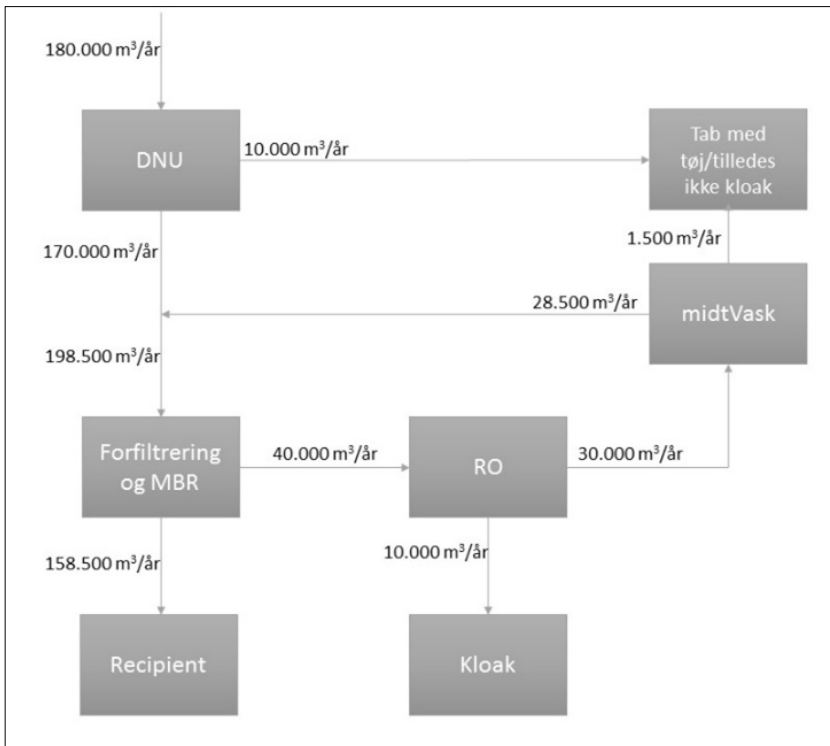 180.000 m³/år
DNU
10.000 m³/år
Tab med
tøj/tilledes
ikke kloak
170.000 m³/år
1.500 m³/år
28.500 m³/år
midtVask
198.500 m³/år
Forfiltrering
og MBR
40.000 m³/år
RO
30.000 m³/år
158.500 m³/år
10.000 m³/år
Recipient
Kloak